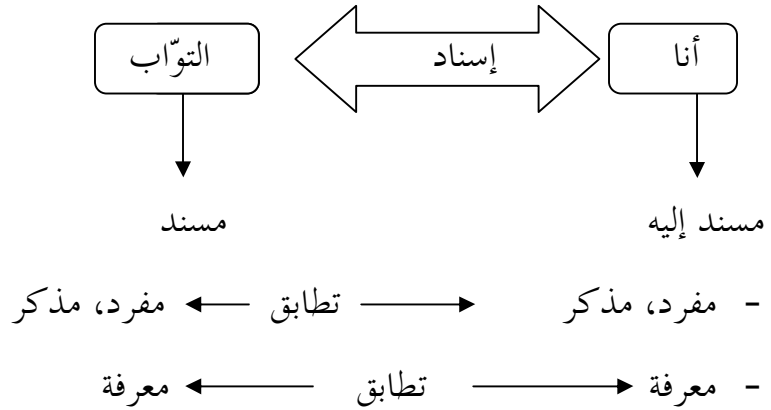 أنا إسناد التوّاب
مسند إليه مسند
- مفرد، مذكر تطابق مفرد، مذكر
- معرفة تطابق معرفة